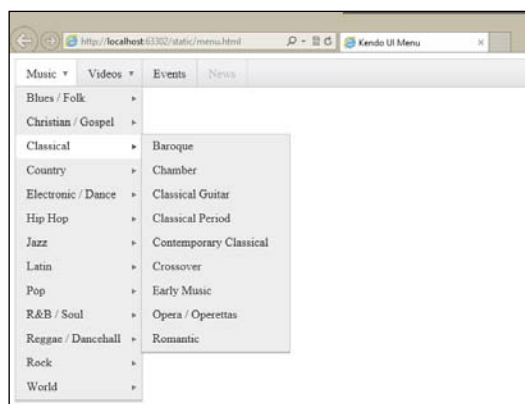 http://localhost:63302/static/menu.html
Kendo UI Menu
Music Videos Events News
Blues / Folk
Christian / Gospel
Classical
Country
Electronic / Dance
Hip Hop
Jazz
Latin
Pop
R&B / Soul
Reggae / Dancehall
Rock
World
Baroque
Chamber
Classical Guitar
Classical Period
Contemporary Classical
Crossover
Early Music
Opera / Operettas
Romantic